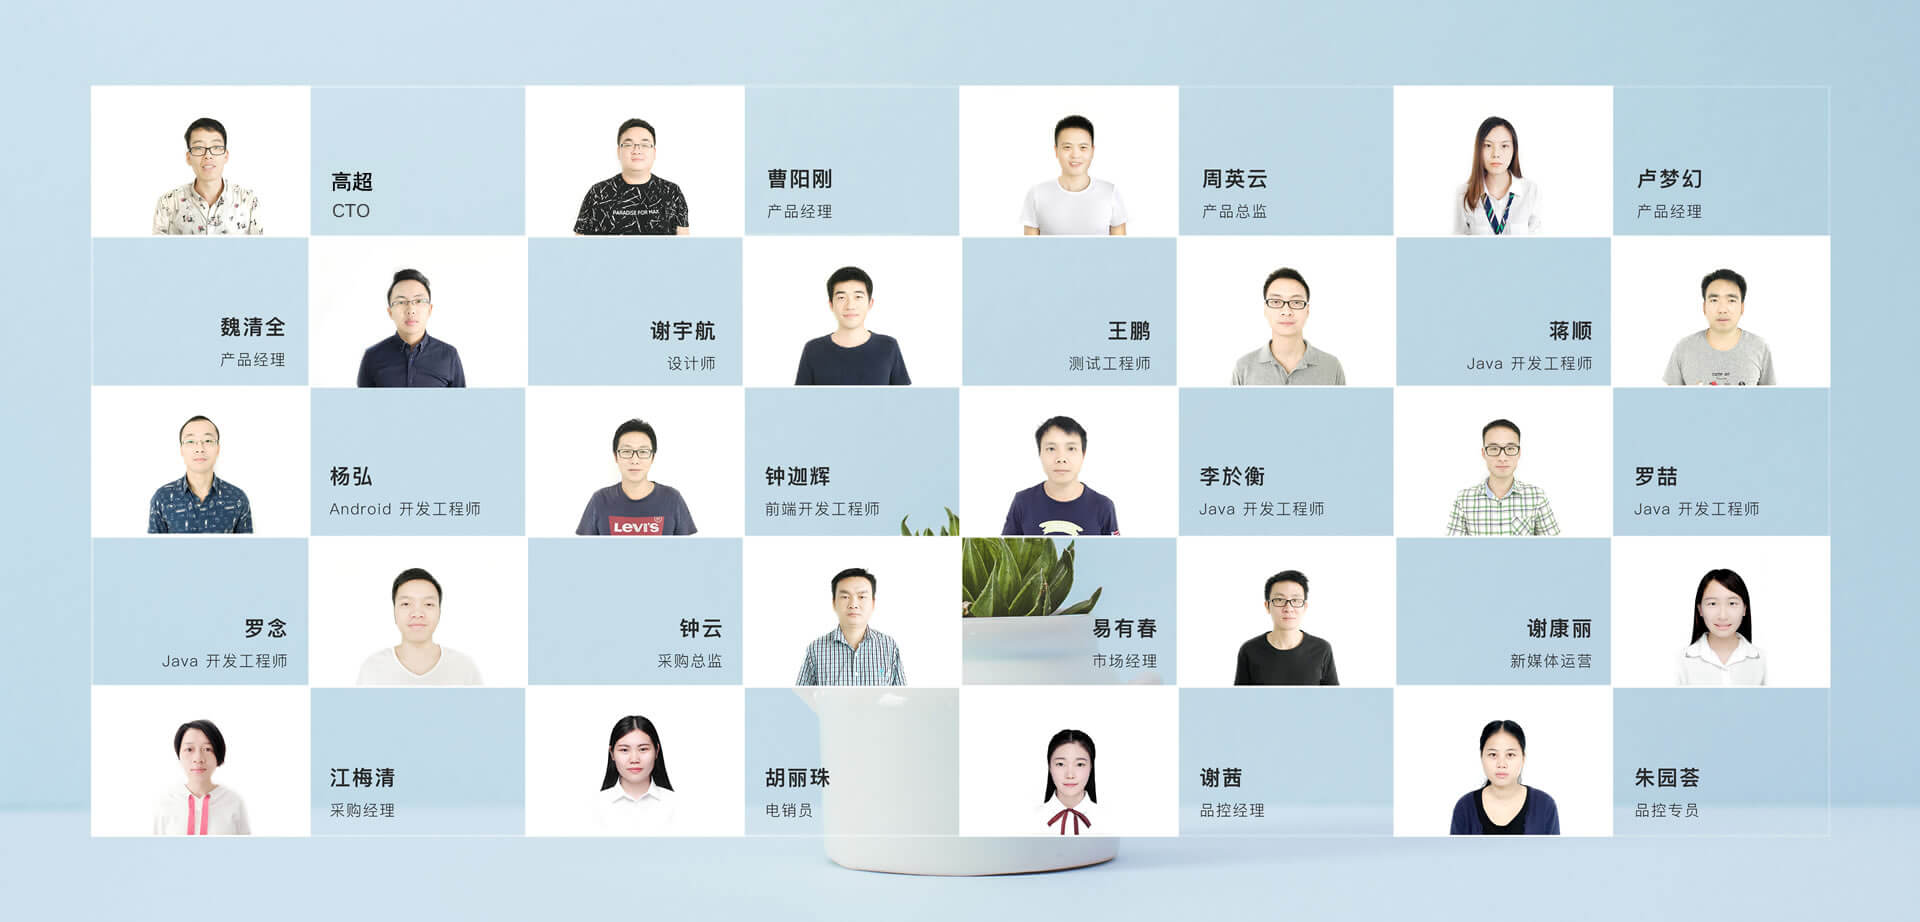 高超
CTO
PARADISE FOR MAX
曹阳刚
产品经理
周英云
产品总监
卢梦幻
产品经理
魏清全
产品经理
谢宇航
设计师
王鹏
测试工程师
蒋顺
Java 开发工程师
杨弘
Android 开发工程师
LEVI'S
钟迦辉
前端开发工程师
李於衡
Java 开发工程师
罗喆
Java 开发工程师
罗念
Java 开发工程师
钟云
采购总监
易有春
市场经理
谢康丽
新媒体运营
江梅清
采购经理
胡丽珠
电销员
谢茜
品控经理
朱园荟
品控专员